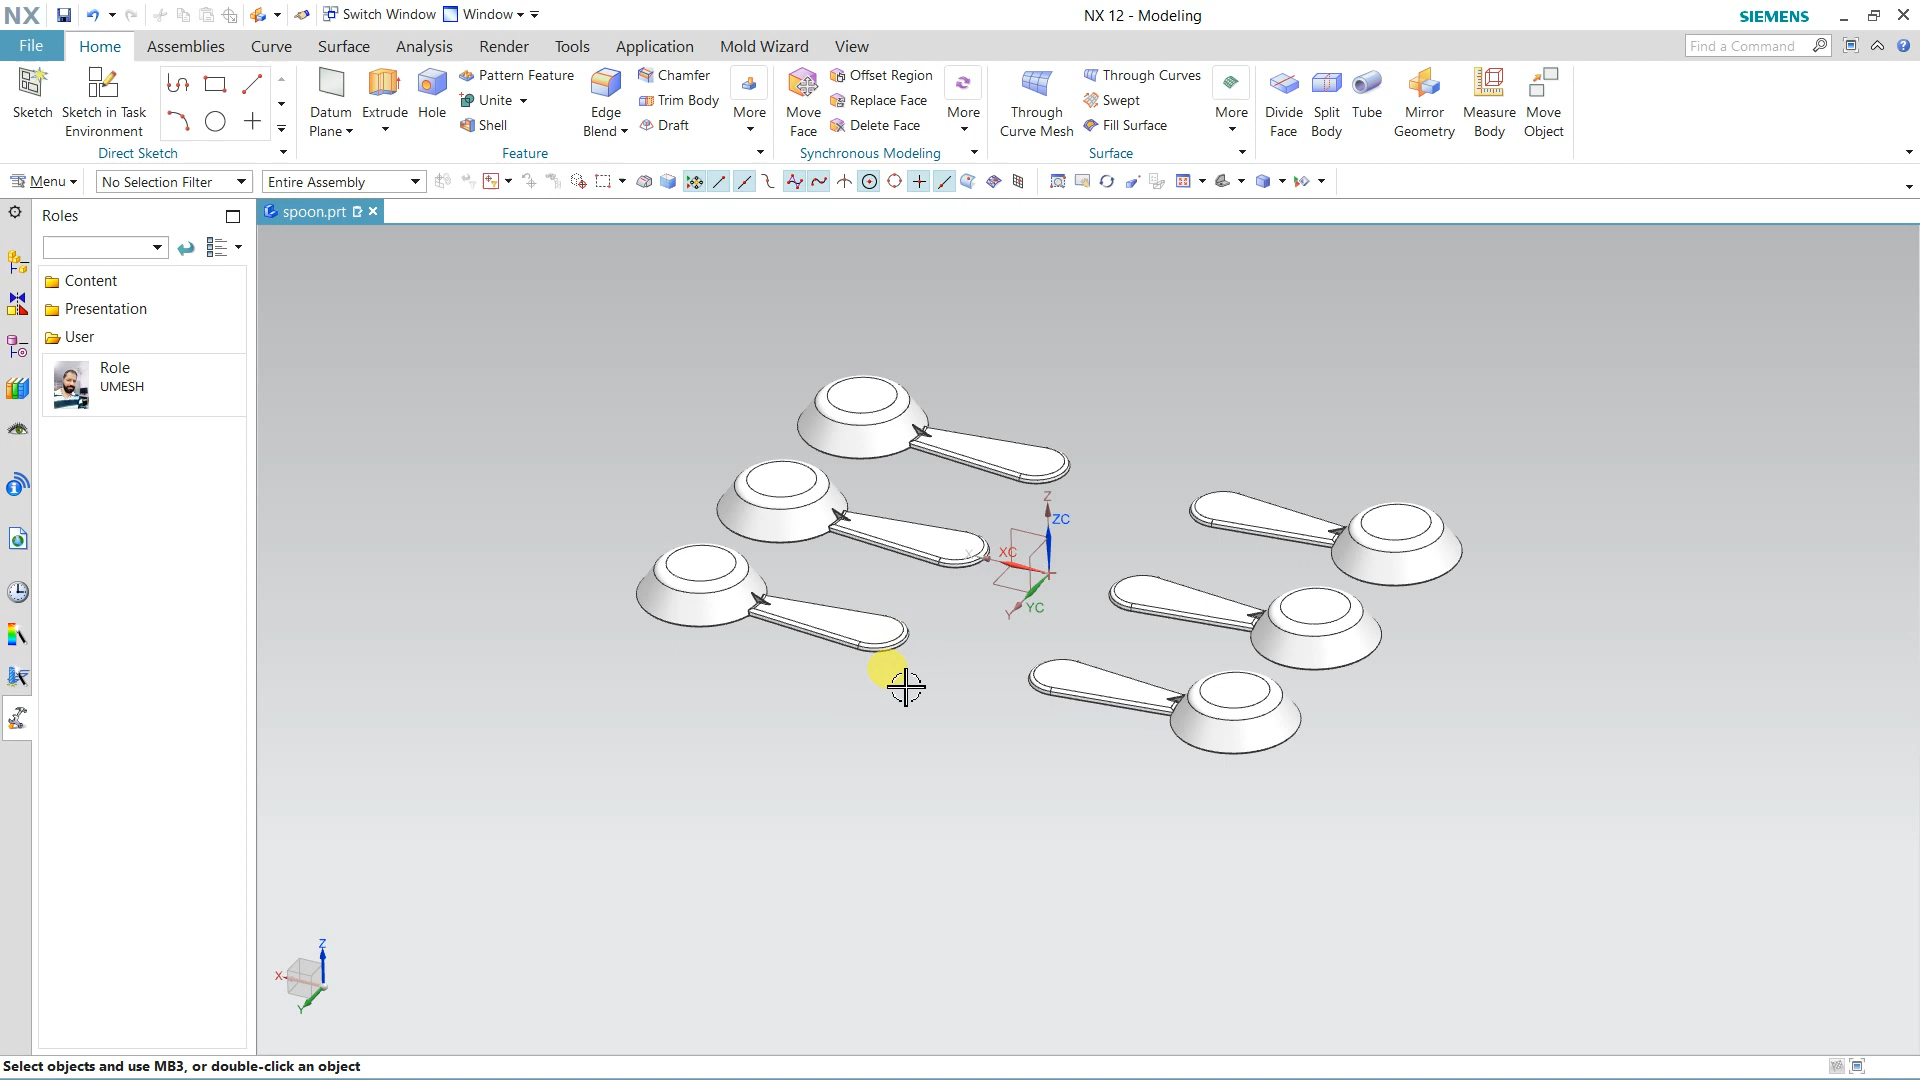 NX
Switch Window
Window
NX 12 - Modeling
SIEMENS
File
Home
Assemblies
Curve
Surface
Analysis
Render
Tools
Application
Mold Wizard
View
Find a Command
Sketch
Sketch in Task
Environment
Direct Sketch
Datum
Plane
Extrude
Hole
Pattern Feature
Unite
Shell
Edge
Blend
Chamfer
Trim Body
Draft
More
Feature
Move
Face
Offset Region
Replace Face
Delete Face
More
Synchronous Modeling
Through
Curve Mesh
Through Curves
Swept
Fill Surface
More
Surface
Divide
Face
Split
Body
Tube
Mirror
Geometry
Measure
Body
Move
Object
Menu
No Selection Filter
Entire Assembly
Roles
spoon.prt
Content
Presentation
User
Role
UMESH
Z
ZC
X
XC
Y
YC
Z
X
Y
Select objects and use MB3, or double-click an object